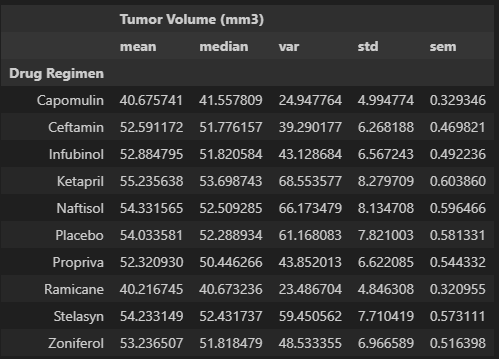 Tumor Volume (mm3)
mean median var std sem
Drug Regimen
Capomulin 40.675741 41.557809 24.947764 4.994774 0.329346
Ceftamin 52.591172 51.776157 39.290177 6.268188 0.469821
Infubinol 52.884795 51.820584 43.128684 6.567243 0.492236
Ketapril 55.235638 53.698743 68.553577 8.279709 0.603860
Naftisol 54.331565 52.509285 66.173479 8.134708 0.596466
Placebo 54.033581 52.288934 61.168083 7.821003 0.581331
Propriva 52.320930 50.446266 43.852013 6.622085 0.544332
Ramicane 40.216745 40.673236 23.486704 4.846308 0.320955
Stelasyn 54.233149 52.431737 59.450562 7.710419 0.573111
Zoniferol 53.236507 51.818479 48.533355 6.966589 0.516398